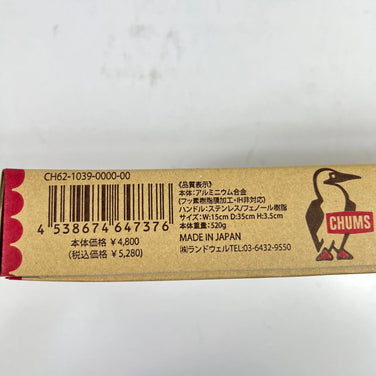 CH62-1039-0000-00
4 538674 647376
本体価格 ￥4,800
(税込価格 ￥5,280)
《品質表示》
本体：アルミニウム合金
(フッ素樹脂膜加工・IH非対応)
ハンドル：ステンレス/フェノール樹脂
サイズ：W:15cm D:35cm H:3.5cm
本体重量：520g
MADE IN JAPAN
㈱ランドウェルTEL:03-6432-9550
CHUMS